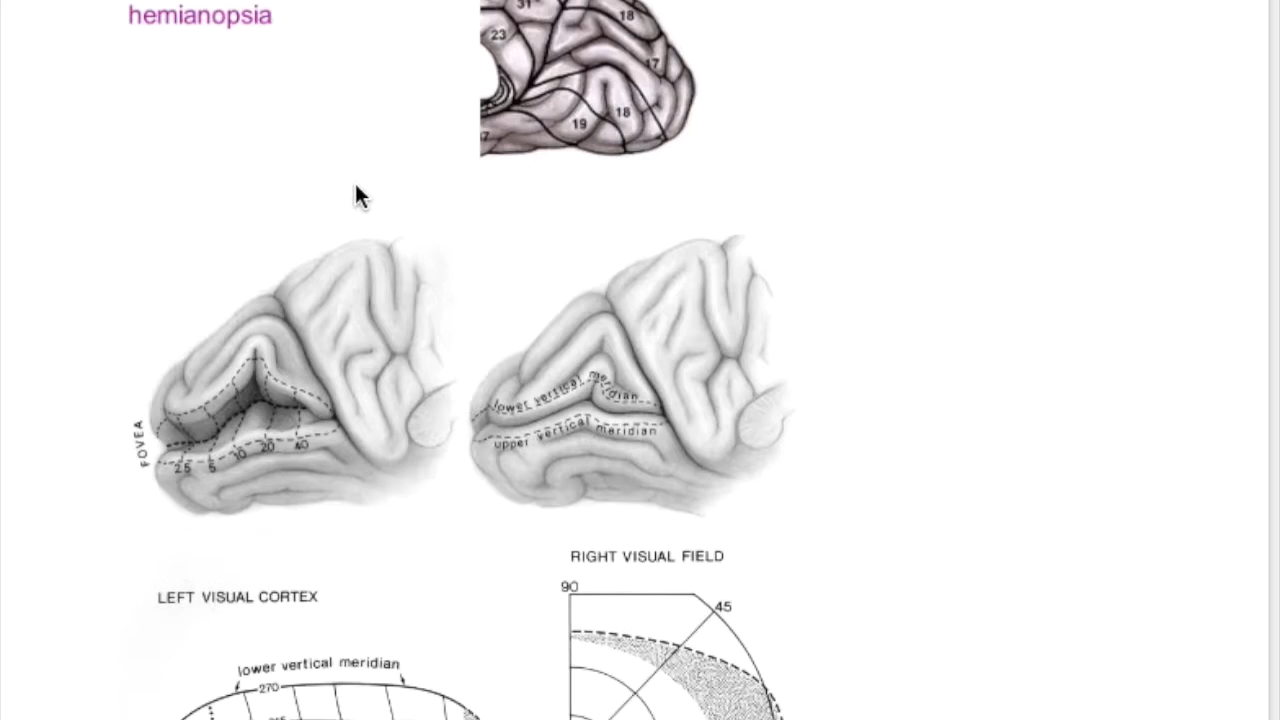 hemianopsia
31
18
23
17
18
19
37
lower vertical meridian
upper vertical meridian
FOVEA
2.5 5 10 20 40
RIGHT VISUAL FIELD
90
45
LEFT VISUAL CORTEX
lower vertical meridian
270